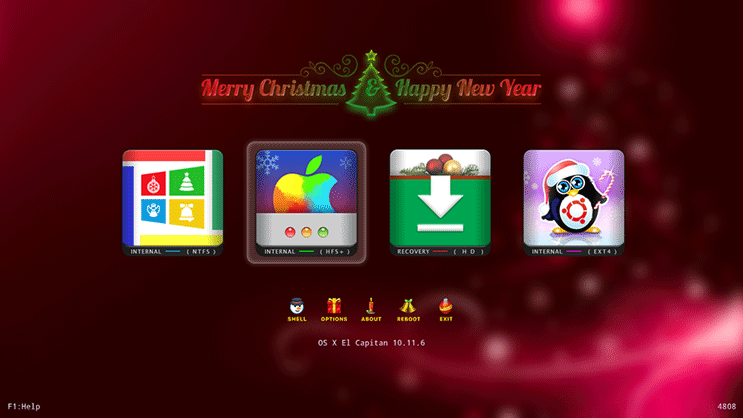 Merry Christmas & Happy New Year
INTERNAL ( NTFS )
INTERNAL ( HFS+ )
RECOVERY ( H D )
INTERNAL ( EXT4 )
SHELL OPTIONS ABOUT REBOOT EXIT
OS X El Capitan 10.11.6
F1:Help
4808